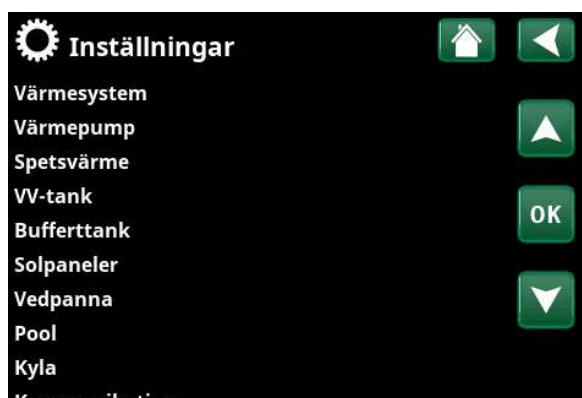 Inställningar
Värmesystem
Värmepump
Spetsvärme
VV-tank
OK
Bufferttank
Solpaneler
Vedpanna
Pool
Kyla